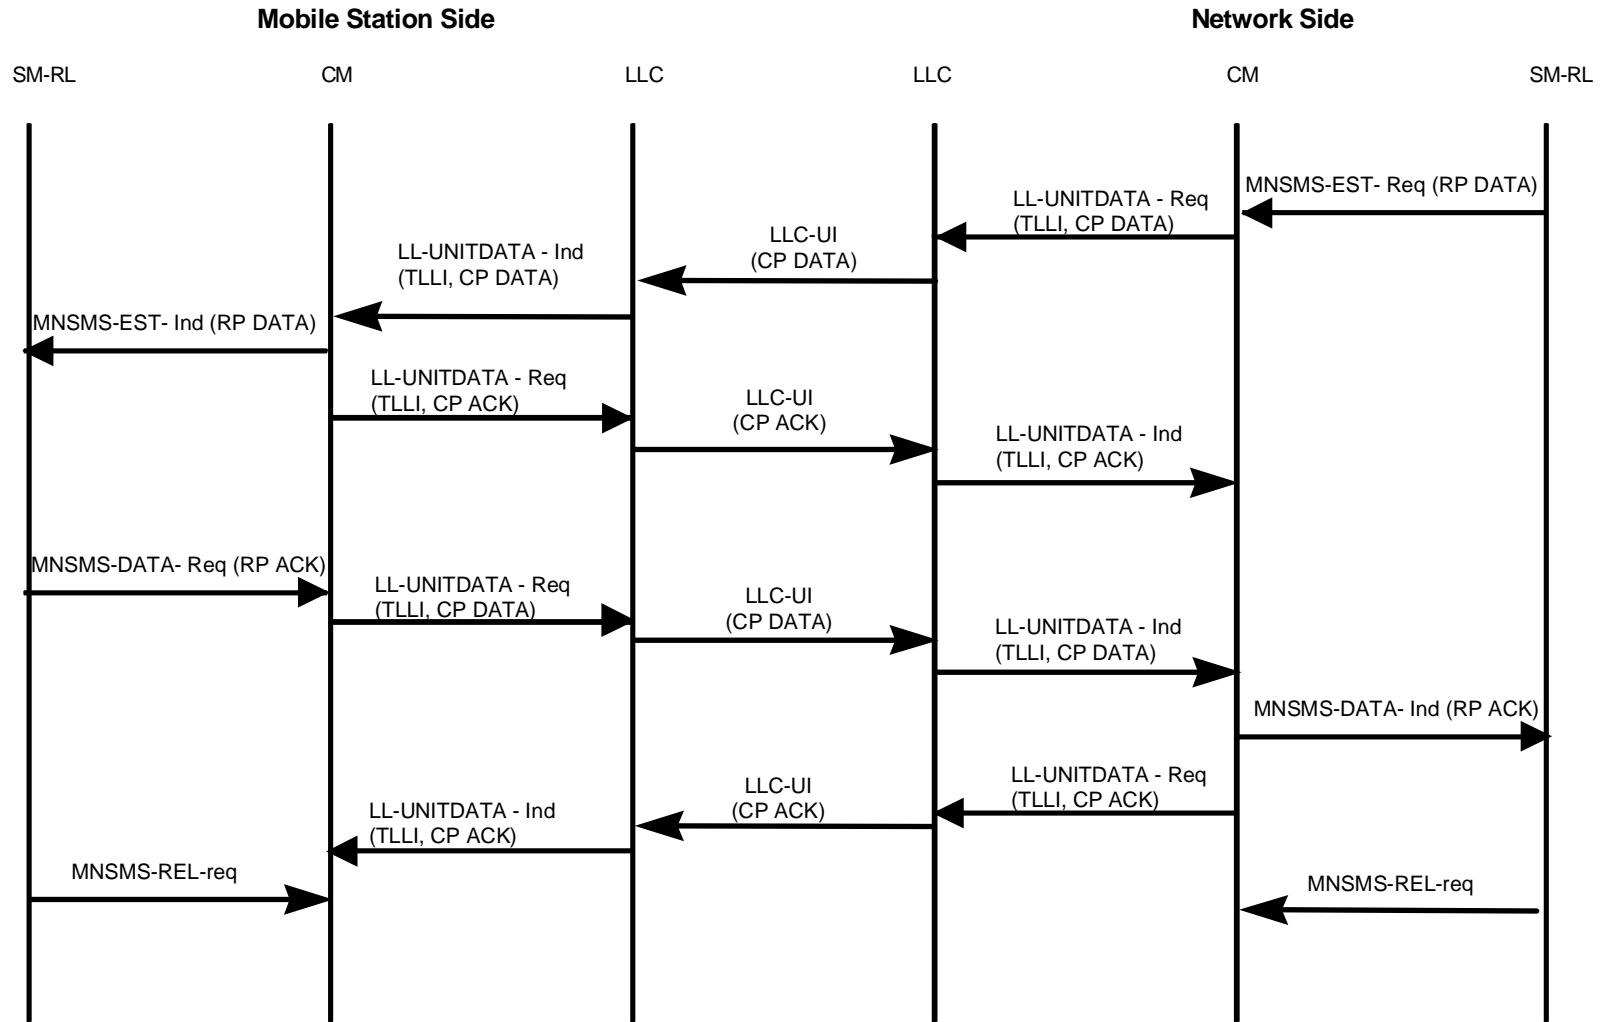 Mobile Station Side
Network Side
SM-RL
CM
LLC
LLC
CM
SM-RL
MNSMS-EST- Req (RP DATA)
LL-UNITDATA - Req
(TLLI, CP DATA)
LLC-UI
(CP DATA)
LL-UNITDATA - Ind
(TLLI, CP DATA)
MNSMS-EST- Ind (RP DATA)
LL-UNITDATA - Req
(TLLI, CP ACK)
LLC-UI
(CP ACK)
LL-UNITDATA - Ind
(TLLI, CP ACK)
MNSMS-DATA- Req (RP ACK)
LL-UNITDATA - Req
(TLLI, CP DATA)
LLC-UI
(CP DATA)
LL-UNITDATA - Ind
(TLLI, CP DATA)
MNSMS-DATA- Ind (RP ACK)
LL-UNITDATA - Req
(TLLI, CP ACK)
LLC-UI
(CP ACK)
LL-UNITDATA - Ind
(TLLI, CP ACK)
MNSMS-REL-req
MNSMS-REL-req